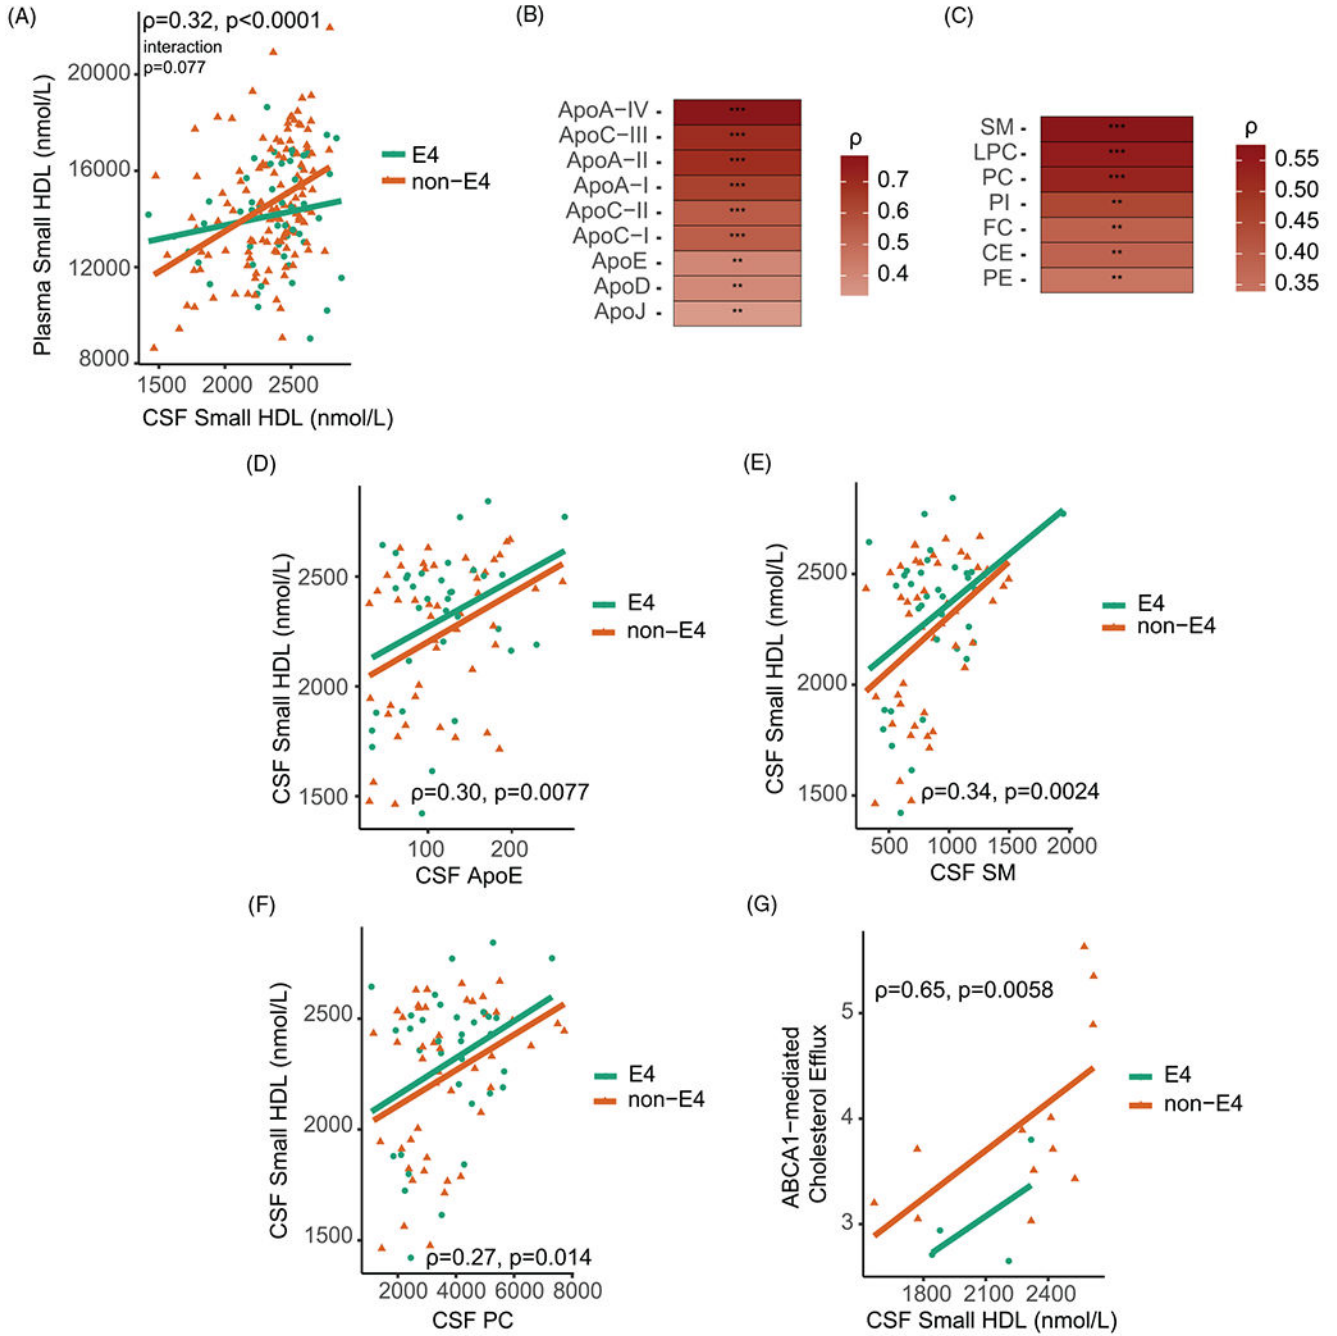 (A)
ρ=0.32, p<0.0001
interaction
p=0.077
Plasma Small HDL (nmol/L)
20000
16000
12000
8000
1500 2000 2500
CSF Small HDL (nmol/L)
E4
non−E4
(B)
ApoA−IV ***
ApoC−III ***
ApoA−II ***
ApoA−I ***
ApoC−II ***
ApoC−I ***
ApoE **
ApoD **
ApoJ **
ρ
0.7
0.6
0.5
0.4
(C)
SM ***
LPC ***
PC ***
PI **
FC **
CE **
PE **
ρ
0.55
0.50
0.45
0.40
0.35
(D)
CSF Small HDL (nmol/L)
2500
2000
1500
ρ=0.30, p=0.0077
100 200
CSF ApoE
E4
non−E4
(E)
CSF Small HDL (nmol/L)
2500
2000
1500
ρ=0.34, p=0.0024
500 1000 1500 2000
CSF SM
E4
non−E4
(F)
CSF Small HDL (nmol/L)
2500
2000
1500
ρ=0.27, p=0.014
2000 4000 6000 8000
CSF PC
E4
non−E4
(G)
ABCA1−mediated
Cholesterol Efflux
ρ=0.65, p=0.0058
5
4
3
1800 2100 2400
CSF Small HDL (nmol/L)
E4
non−E4